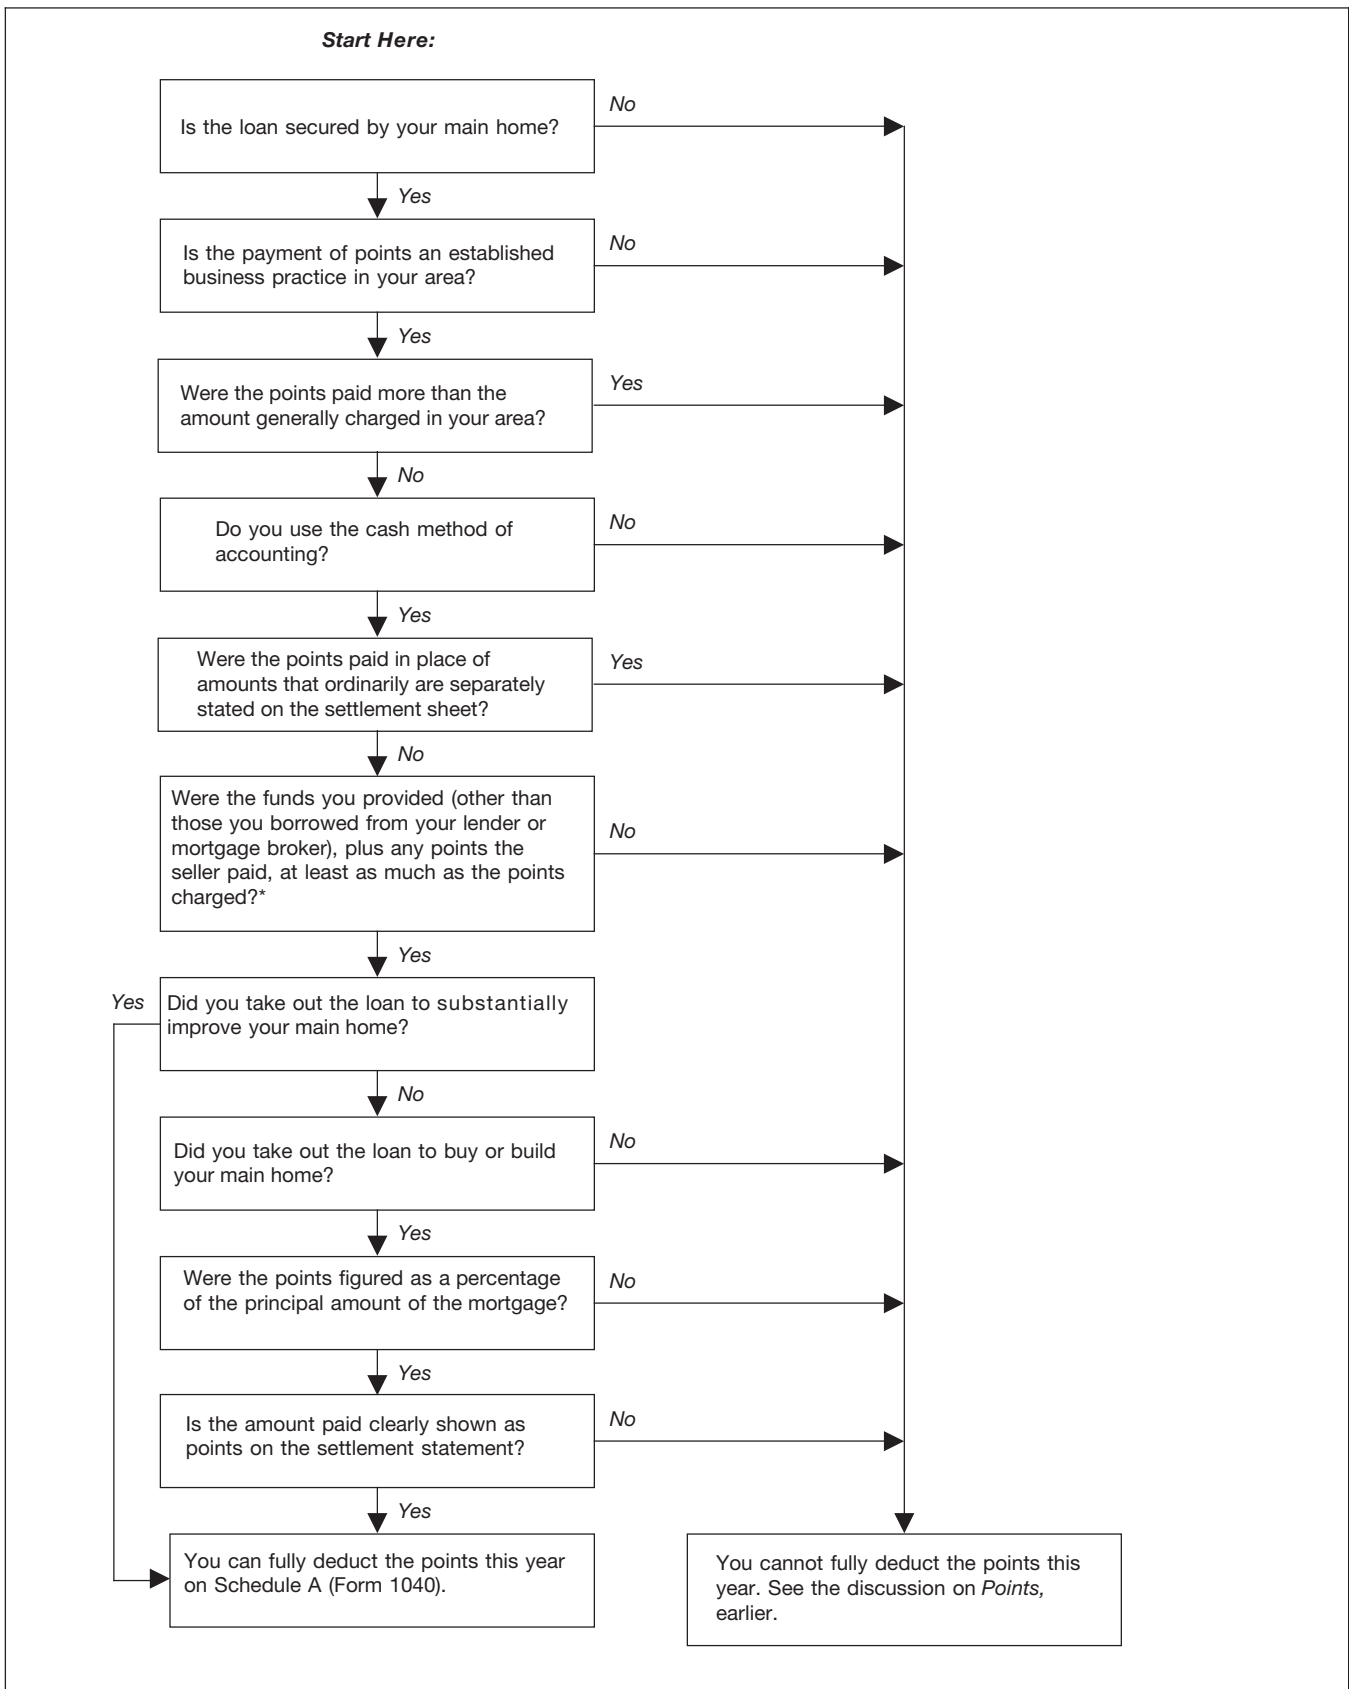 Start Here:
Is the loan secured by your main home?
No
Yes
Is the payment of points an established
business practice in your area?
No
Yes
Were the points paid more than the
amount generally charged in your area?
Yes
No
Do you use the cash method of
accounting?
No
Yes
Were the points paid in place of
amounts that ordinarily are separately
stated on the settlement sheet?
Yes
No
Were the funds you provided (other than
those you borrowed from your lender or
mortgage broker), plus any points the
seller paid, at least as much as the points
charged?*
No
Yes
Yes
Did you take out the loan to substantially
improve your main home?
No
Did you take out the loan to buy or build
your main home?
No
Yes
Were the points figured as a percentage
of the principal amount of the mortgage?
No
Yes
Is the amount paid clearly shown as
points on the settlement statement?
No
Yes
You can fully deduct the points this year
on Schedule A (Form 1040).
You cannot fully deduct the points this
year. See the discussion on Points,
earlier.